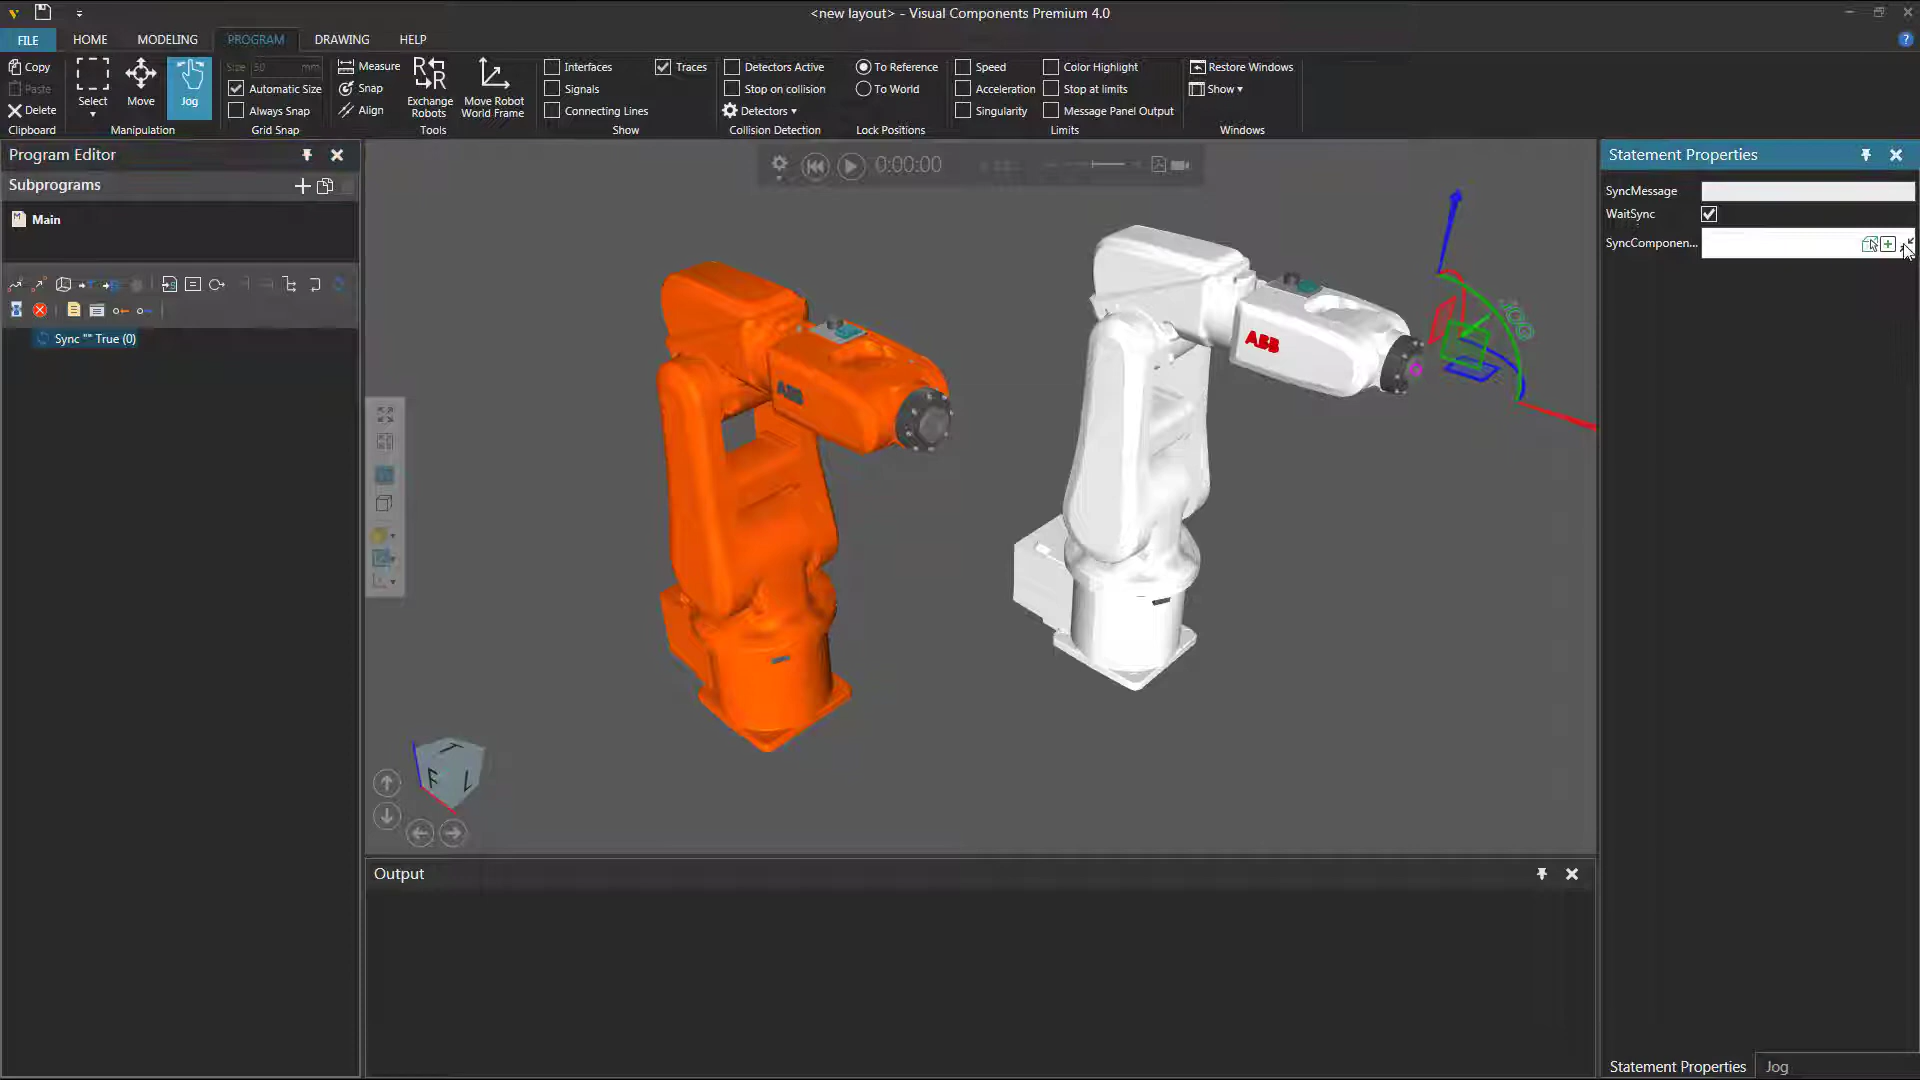 <new layout> - Visual Components Premium 4.0
FILE HOME MODELING PROGRAM DRAWING HELP
Copy
Paste
Delete
Clipboard
Select
Move
Jog
Manipulation
Size 50 mm
Automatic Size
Always Snap
Grid Snap
Measure
Snap
Align
Exchange Robots
Move Robot World Frame
Tools
Interfaces
Signals
Connecting Lines
Traces
Show
Detectors Active
Stop on collision
Detectors
Collision Detection
To Reference
To World
Lock Positions
Speed
Acceleration
Singularity
Color Highlight
Stop at limits
Message Panel Output
Limits
Restore Windows
Show
Windows
Program Editor
Subprograms
Main
Sync "" True (0)
0:00:00
ABB
ABB
T
F L
Output
Statement Properties
SyncMessage
WaitSync
SyncComponen...
Statement Properties Jog